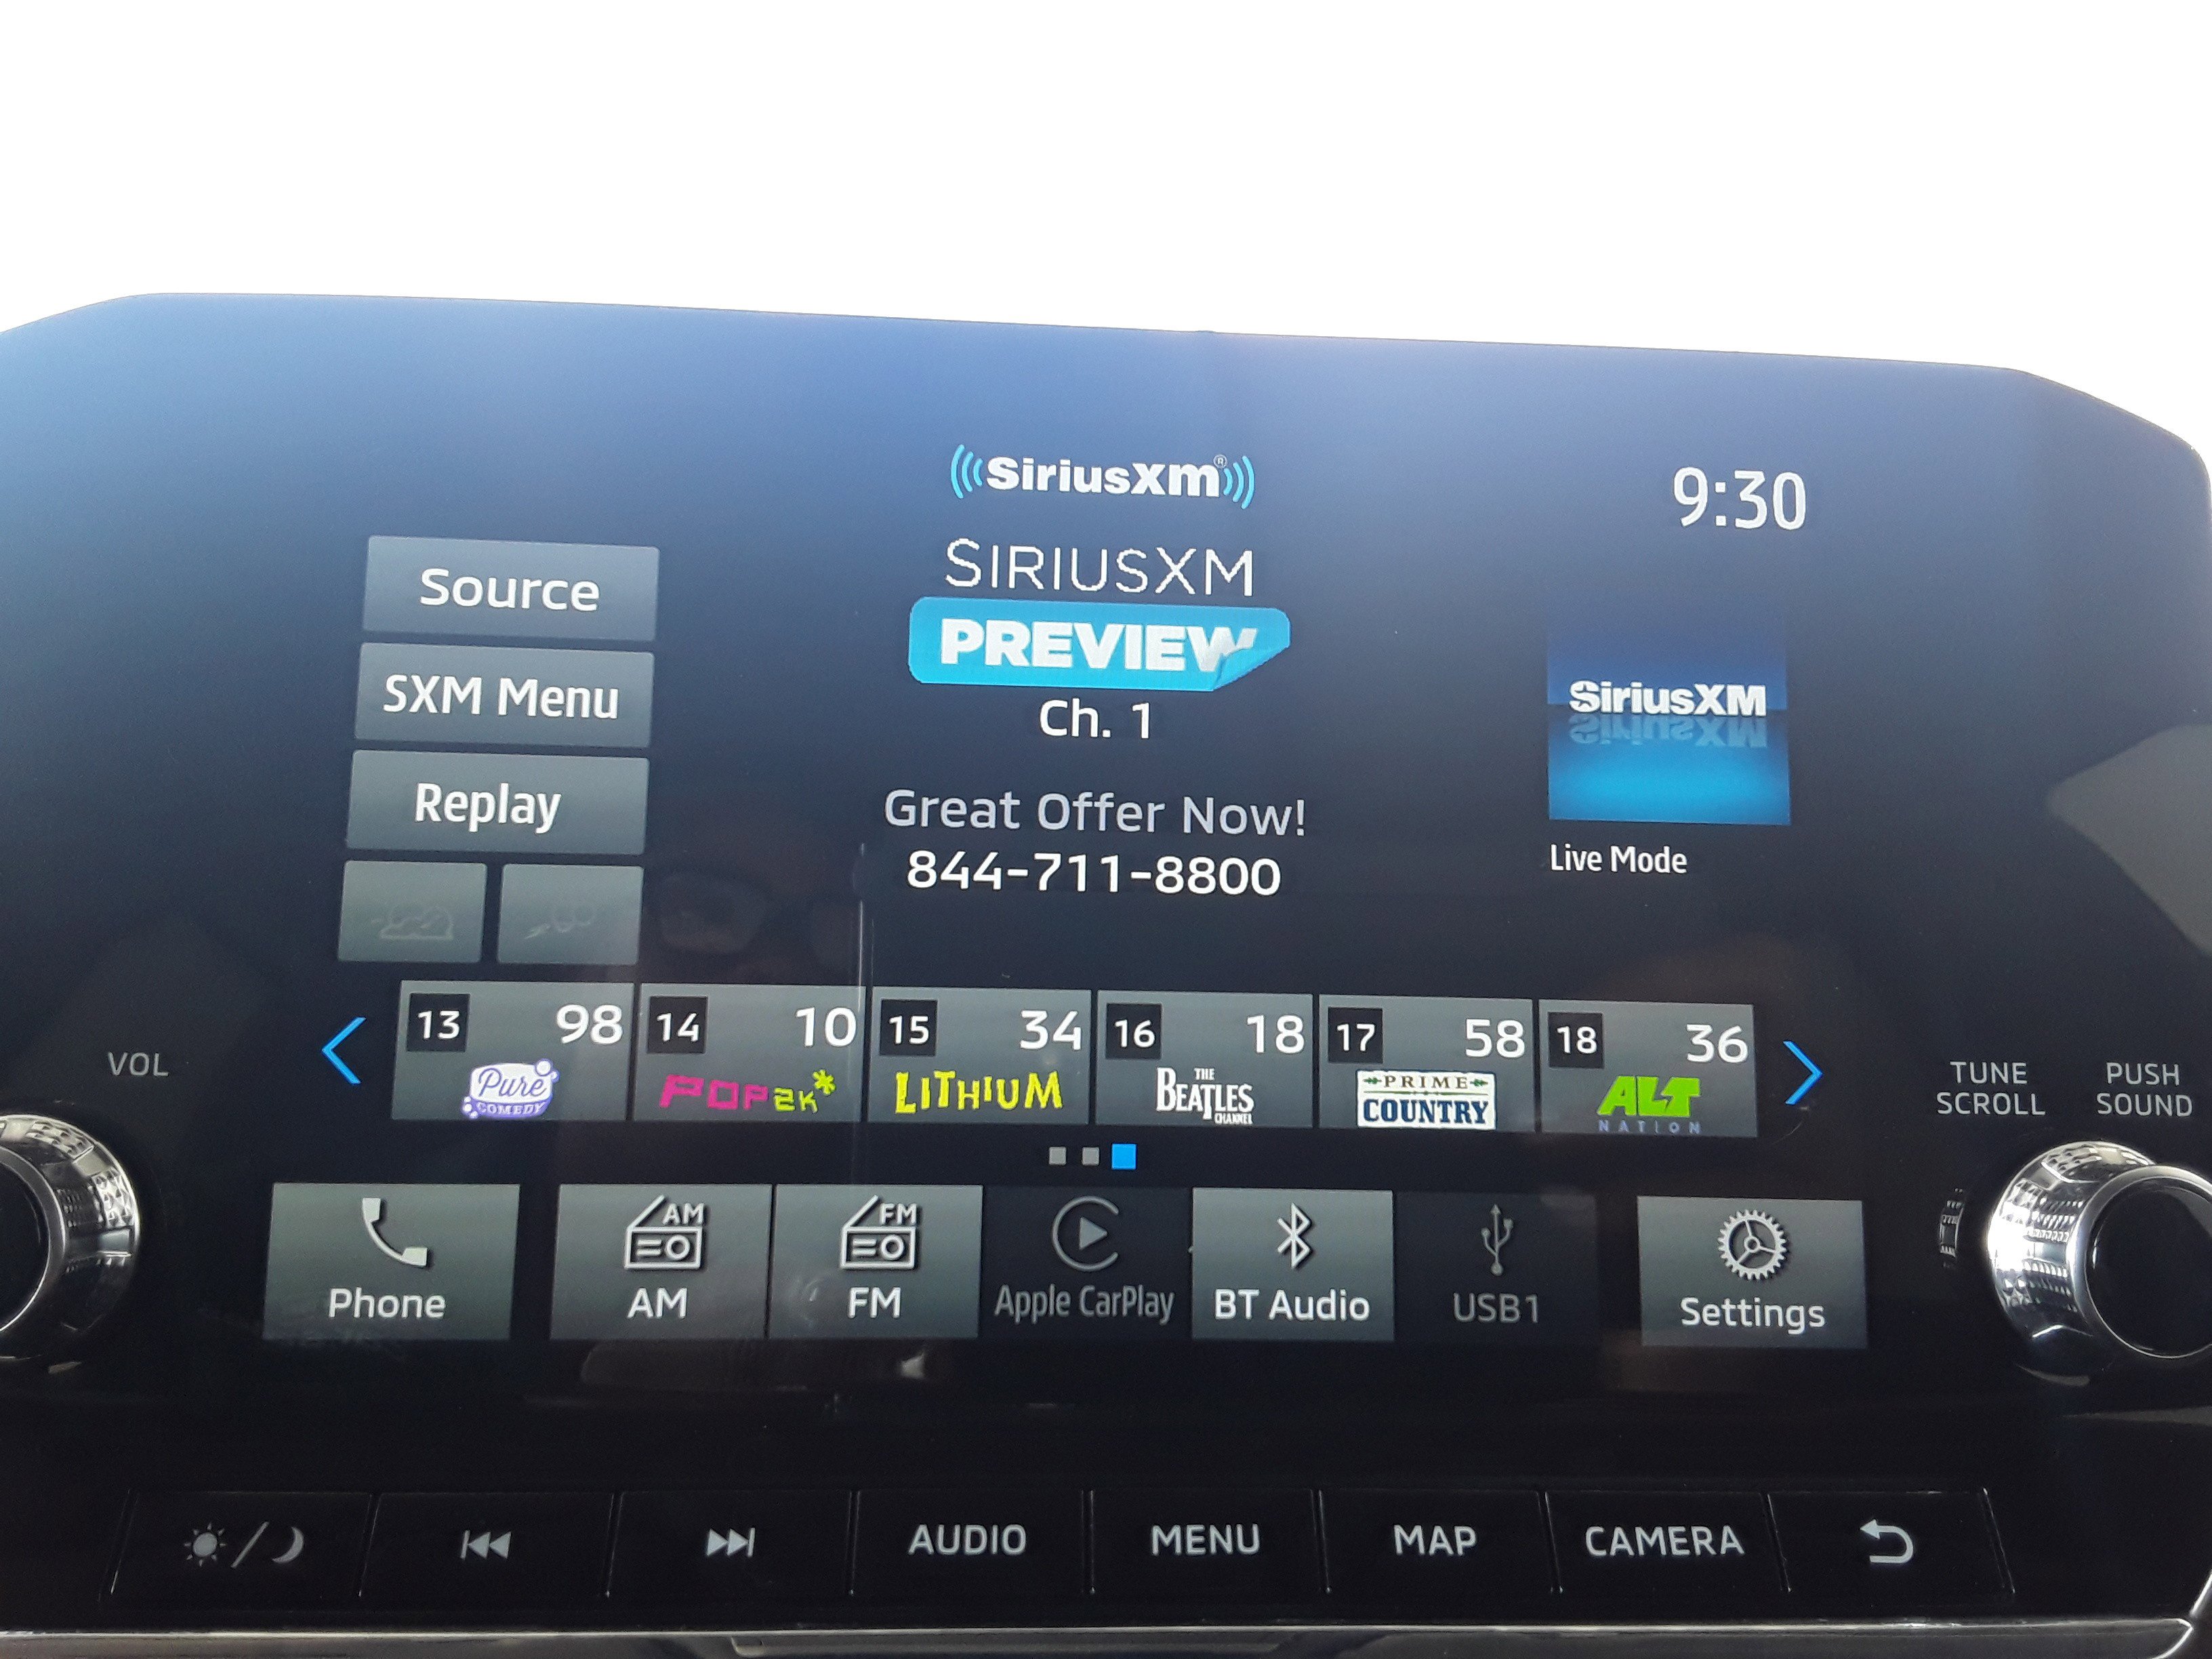 SiriusXM®
9:30
SIRIUSXM
PREVIEW
Ch. 1
Source
SXM Menu
Replay
Great Offer Now!
844-711-8800
SiriusXM
Live Mode
13 98
Pure
COMEDY
14 10
POP2K*
15 34
LITHIUM
16 18
THE
BEATLES
CHANNEL
17 58
PRIME
COUNTRY
18 36
ALT
NATION
VOL
TUNE
SCROLL
PUSH
SOUND
Phone
AM
AM
FM
FM
Apple CarPlay
BT Audio
USB1
Settings
AUDIO
MENU
MAP
CAMERA